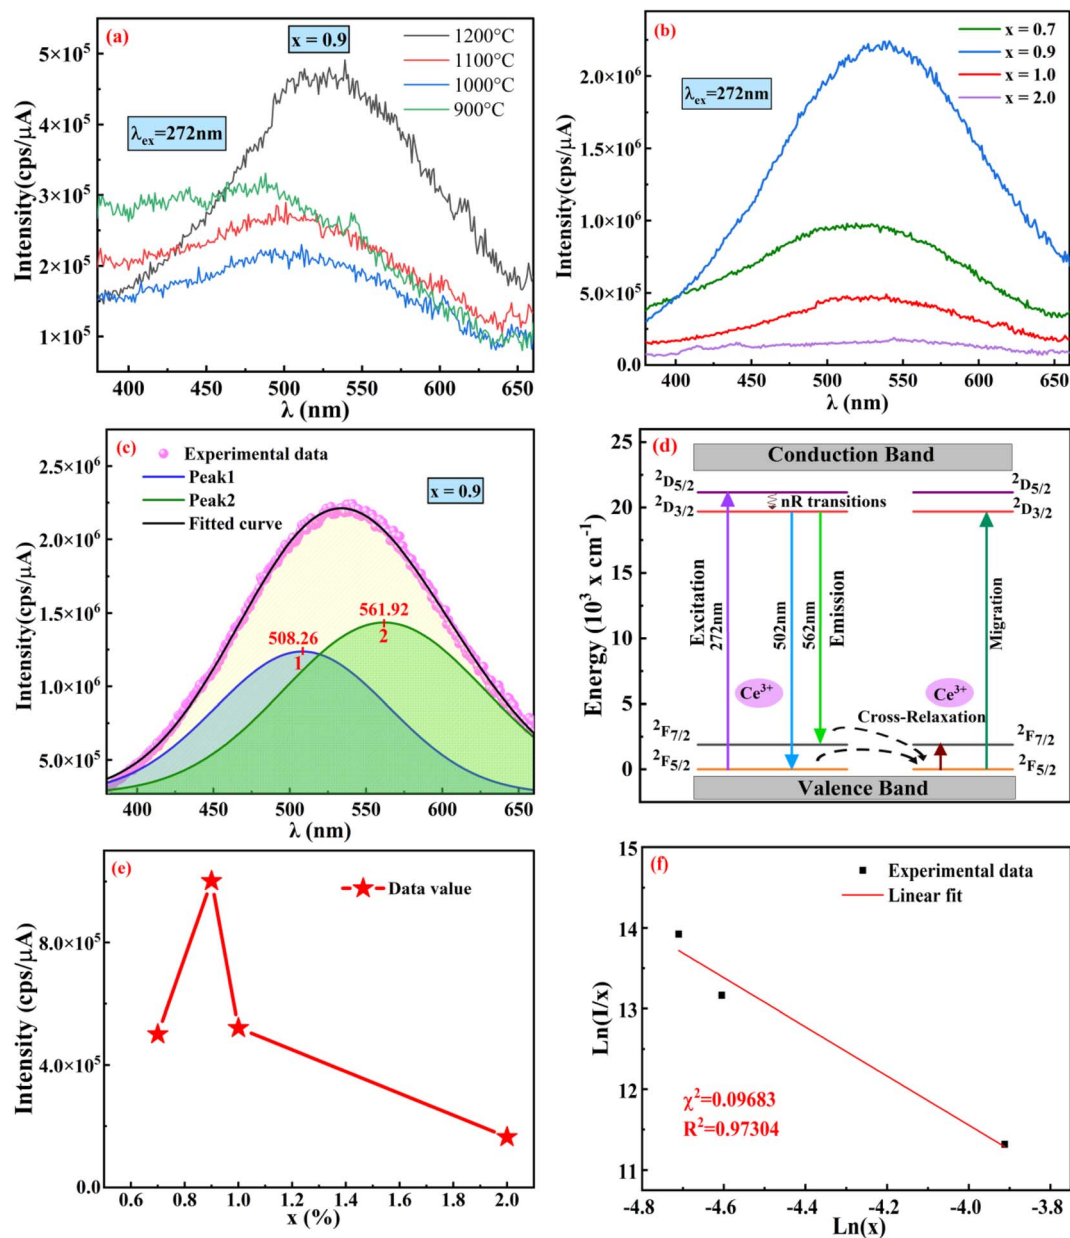 (a)
x = 0.9
1200°C
1100°C
1000°C
900°C
λex=272nm
5×10⁵
4×10⁵
3×10⁵
2×10⁵
1×10⁵
Intensity(cps/μA)
400 450 500 550 600 650
λ (nm)
(b)
x = 0.7
x = 0.9
x = 1.0
x = 2.0
λex=272nm
2.0×10⁶
1.5×10⁶
1.0×10⁶
5.0×10⁵
0.0
Intensity(cps/μA)
400 450 500 550 600 650
λ (nm)
(c)
Experimental data
Peak1
Peak2
Fitted curve
x = 0.9
2.5×10⁶
2.0×10⁶
1.5×10⁶
1.0×10⁶
5.0×10⁵
Intensity(cps/μA)
508.26
1
561.92
2
400 450 500 550 600 650
λ (nm)
(d)
Conduction Band
²D5/2
²D3/2
nR transitions
²D5/2
²D3/2
25
20
15
10
5
0
Energy (10³ x cm⁻¹)
Excitation
272nm
502nm
562nm
Emission
Migration
Ce³⁺
Ce³⁺
Cross-Relaxation
²F7/2
²F5/2
²F7/2
²F5/2
Valence Band
(e)
Data value
8.0×10⁵
4.0×10⁵
0.0
Intensity (cps/μA)
0.6 0.8 1.0 1.2 1.4 1.6 1.8 2.0
x (%)
(f)
Experimental data
Linear fit
15
14
13
12
11
Ln(I/x)
χ²=0.09683
R²=0.97304
-4.8 -4.6 -4.4 -4.2 -4.0 -3.8
Ln(x)